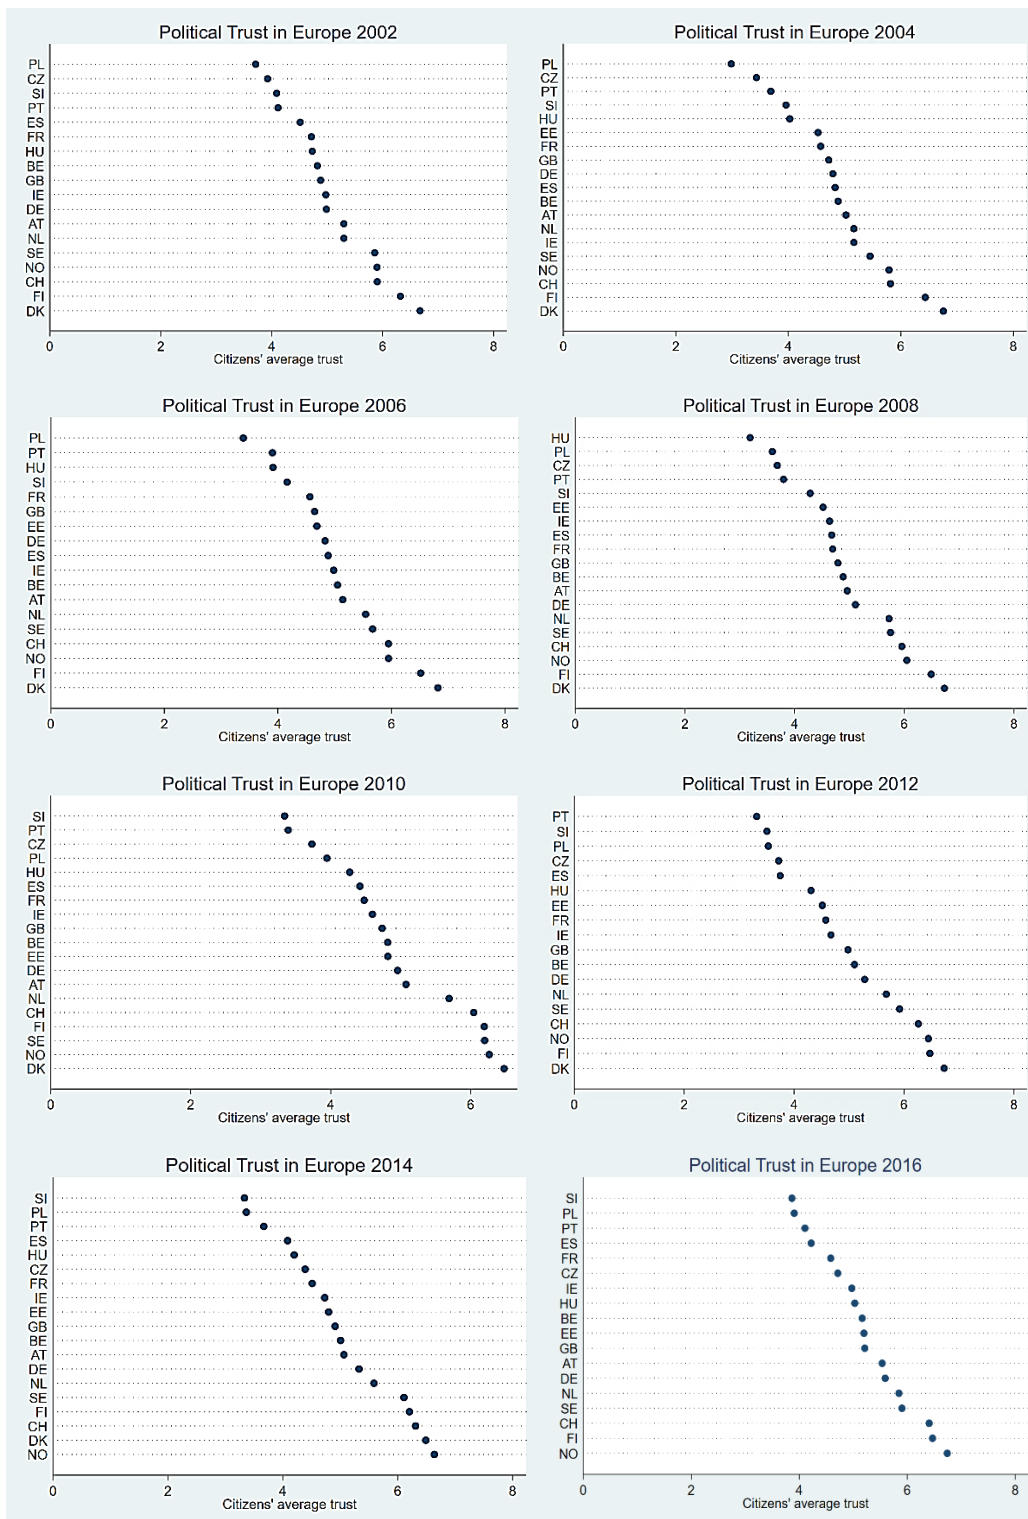 Political Trust in Europe 2002
PL
CZ
SI
PT
ES
FR
HU
BE
GB
IE
DE
AT
NL
SE
NO
CH
FI
DK
0 2 4 6 8
Citizens' average trust
Political Trust in Europe 2004
PL
CZ
PT
SI
HU
EE
FR
GB
DE
ES
BE
AT
NL
IE
SE
NO
CH
FI
DK
0 2 4 6 8
Citizens' average trust
Political Trust in Europe 2006
PL
PT
HU
SI
FR
GB
EE
DE
ES
IE
BE
AT
NL
SE
CH
NO
FI
DK
0 2 4 6 8
Citizens' average trust
Political Trust in Europe 2008
HU
PL
CZ
PT
SI
EE
IE
ES
FR
GB
BE
AT
DE
NL
SE
CH
NO
FI
DK
0 2 4 6 8
Citizens' average trust
Political Trust in Europe 2010
SI
PT
CZ
PL
HU
ES
FR
IE
GB
BE
EE
DE
AT
NL
CH
FI
SE
NO
DK
0 2 4 6
Citizens' average trust
Political Trust in Europe 2012
PT
SI
PL
CZ
ES
HU
EE
FR
IE
GB
BE
DE
NL
SE
CH
NO
FI
DK
0 2 4 6 8
Citizens' average trust
Political Trust in Europe 2014
SI
PL
PT
ES
HU
CZ
FR
IE
EE
GB
BE
AT
DE
NL
SE
FI
CH
DK
NO
0 2 4 6 8
Citizens' average trust
Political Trust in Europe 2016
SI
PL
PT
ES
FR
CZ
IE
HU
BE
EE
GB
AT
DE
NL
SE
CH
FI
NO
0 2 4 6 8
Citizens' average trust